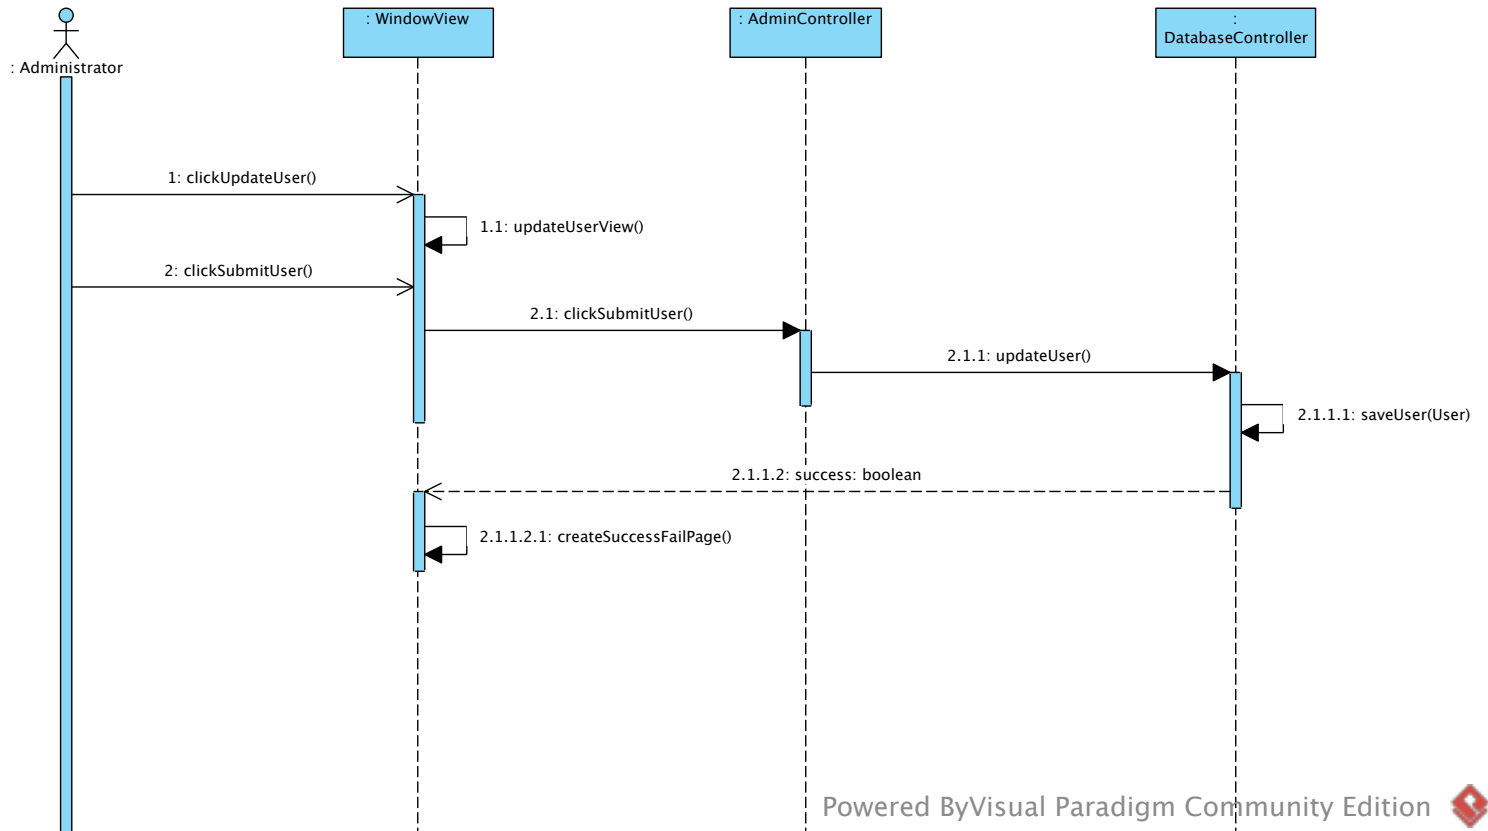 : Administrator
: WindowView
: AdminController
:
DatabaseController
1: clickUpdateUser()
1.1: updateUserView()
2: clickSubmitUser()
2.1: clickSubmitUser()
2.1.1: updateUser()
2.1.1.1: saveUser(User)
2.1.1.2: success: boolean
2.1.1.2.1: createSuccessFailPage()
Powered ByVisual Paradigm Community Edition